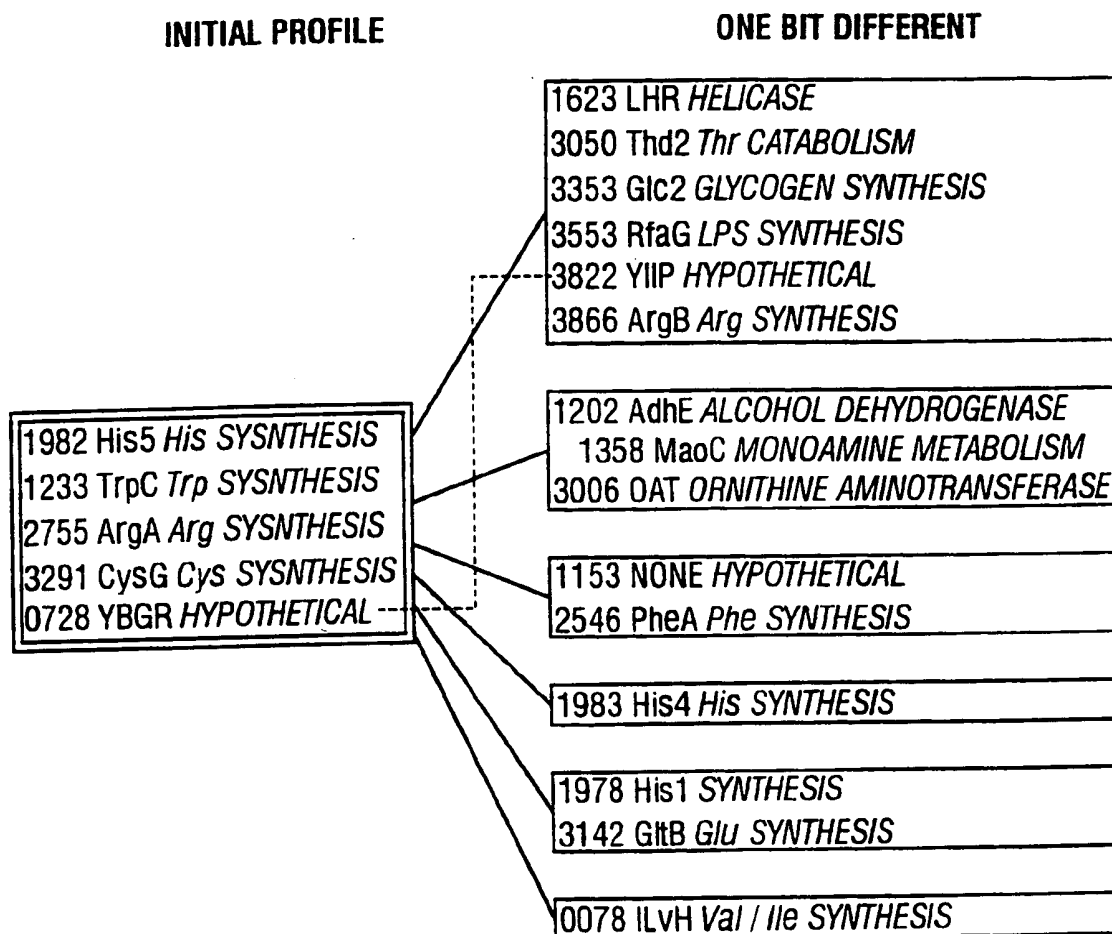 INITIAL PROFILE
ONE BIT DIFFERENT
1982 His5 His SYSNTHESIS
1233 TrpC Trp SYSNTHESIS
2755 ArgA Arg SYSNTHESIS
3291 CysG Cys SYSNTHESIS
0728 YBGR HYPOTHETICAL
1623 LHR HELICASE
3050 Thd2 Thr CATABOLISM
3353 Glc2 GLYCOGEN SYNTHESIS
3553 RfaG LPS SYNTHESIS
3822 YIIP HYPOTHETICAL
3866 ArgB Arg SYNTHESIS
1202 AdhE ALCOHOL DEHYDROGENASE
1358 MaoC MONOAMINE METABOLISM
3006 OAT ORNITHINE AMINOTRANSFERASE
1153 NONE HYPOTHETICAL
2546 PheA Phe SYNTHESIS
1983 His4 His SYNTHESIS
1978 His1 SYNTHESIS
3142 GltB Glu SYNTHESIS
0078 ILvH Val / Ile SYNTHESIS